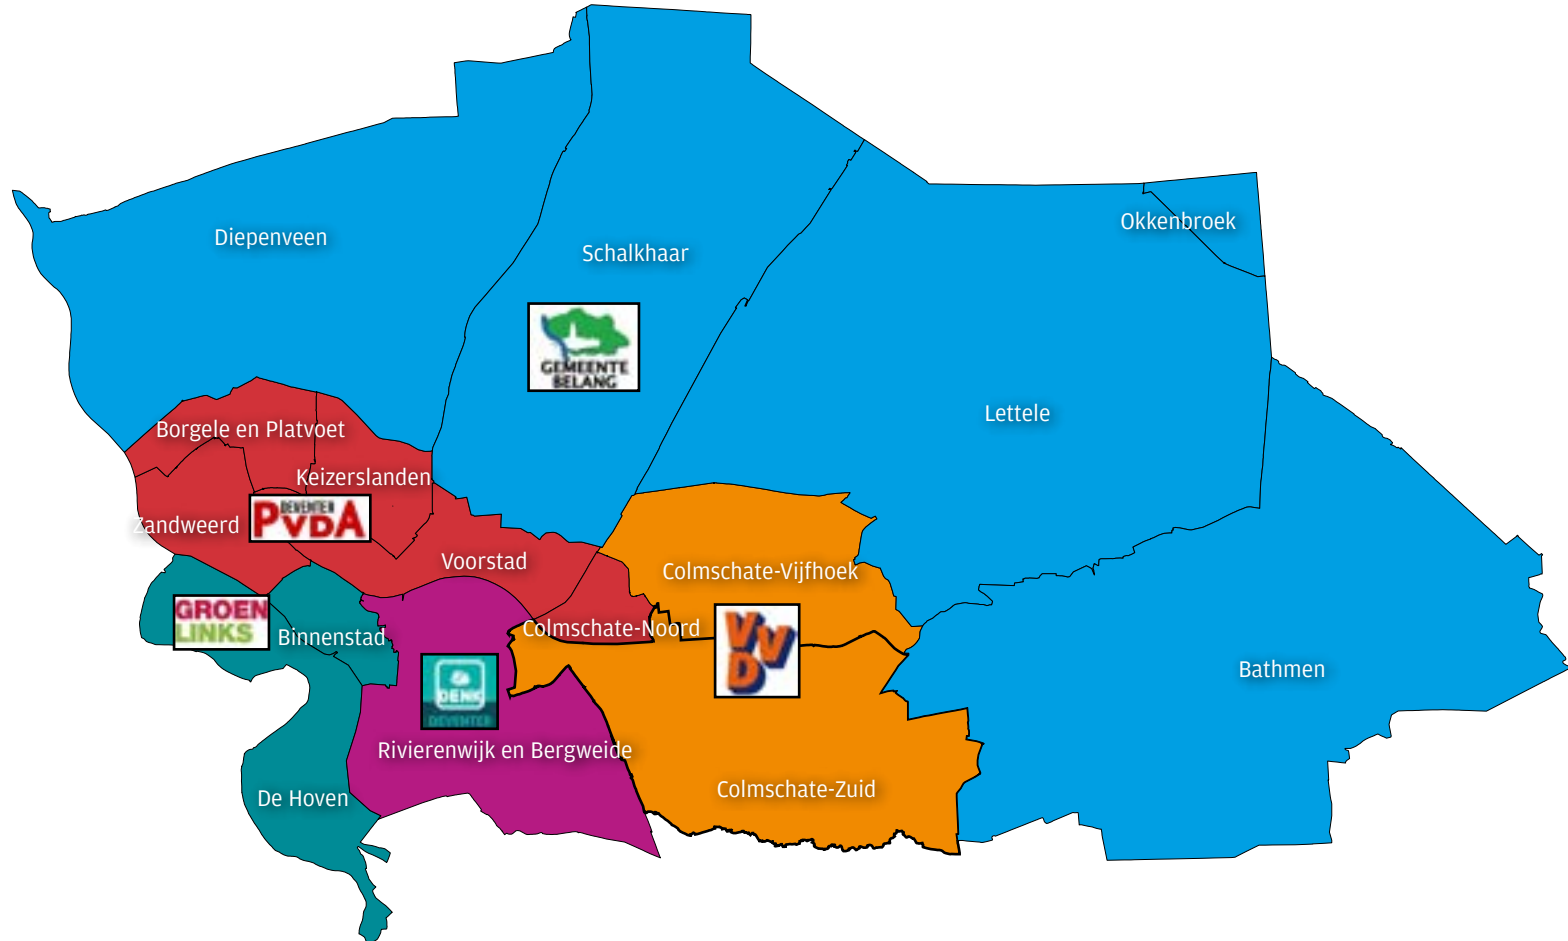 Okkenbroek
Diepenveen
Schalkhaar
GEMEENTE
BELANG
Lettele
Borgele en Platvoet
Keizerslanden
Zandweerd
DEVENTER
PVDA
Voorstad
Colmschate-Vijfhoek
GROEN
LINKS
Binnenstad
Colmschate-Noord
VVD
Bathmen
DENK
DEVENTER
Rivierenwijk en Bergweide
Colmschate-Zuid
De Hoven